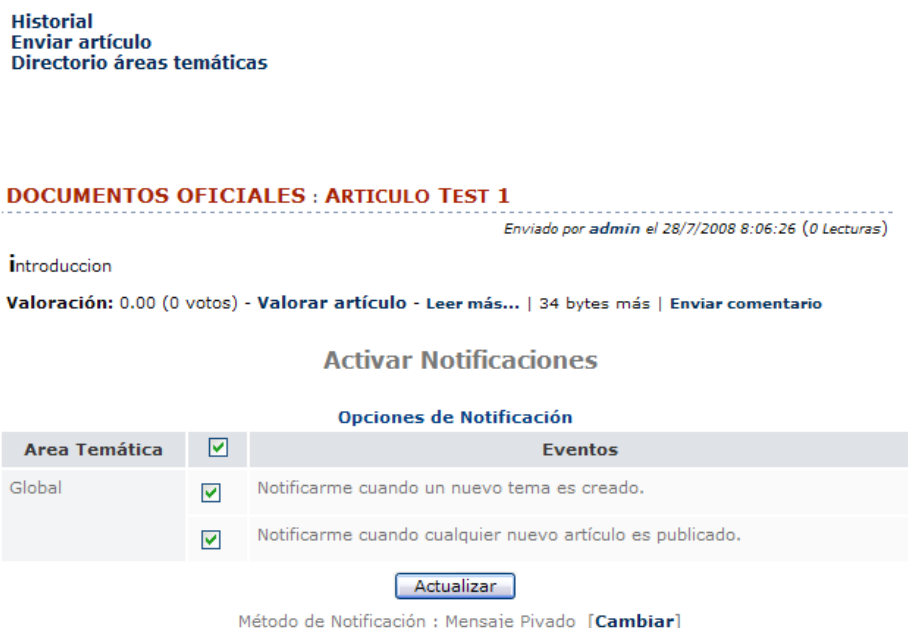 Historial
Enviar artículo
Directorio áreas temáticas
DOCUMENTOS OFICIALES : ARTICULO TEST 1
Enviado por admin el 28/7/2008 8:06:26 (0 Lecturas)
introduccion
Valoración: 0.00 (0 votos) - Valorar artículo - Leer más... | 34 bytes más | Enviar comentario
Activar Notificaciones
Opciones de Notificación
Area Temática Eventos
Global Notificarme cuando un nuevo tema es creado.
Notificarme cuando cualquier nuevo artículo es publicado.
Actualizar
Método de Notificación : Mensaje Pivado [Cambiar]